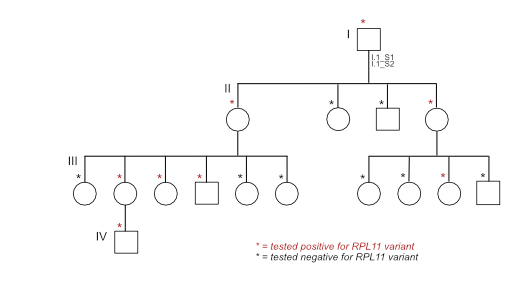 I
*
I.1_S1
I.1_S2
II
* * * *
III
* * * * * * * * * *
IV
*
* = tested positive for RPL11 variant
* = tested negative for RPL11 variant